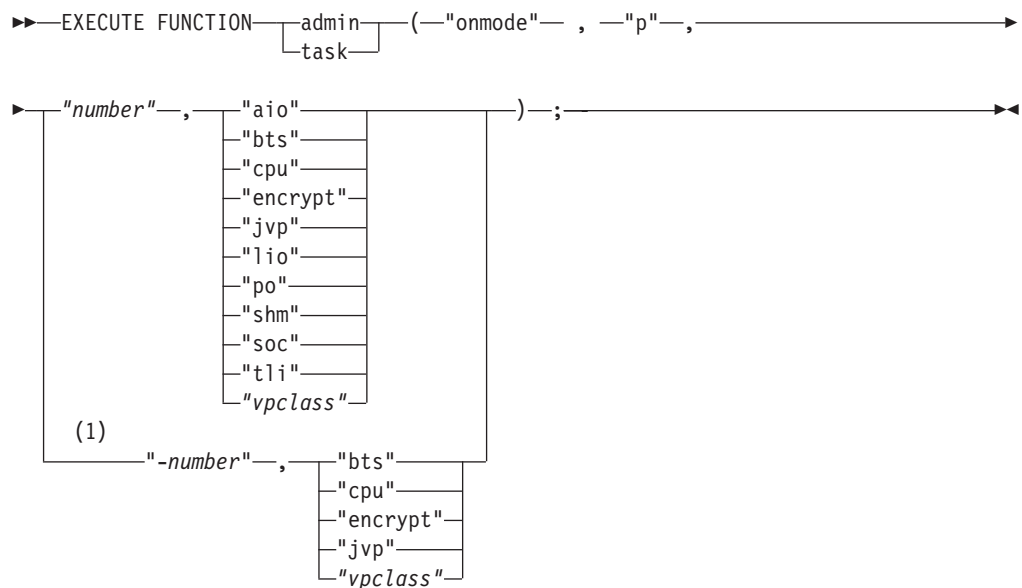 EXECUTE FUNCTION admin ( "onmode" , "p" ,
task
"number" , "aio" ) ;
"bts"
"cpu"
"encrypt"
"jvp"
"lio"
"po"
"shm"
"soc"
"tli"
"vpclass"
(1)
"-number" , "bts"
"cpu"
"encrypt"
"jvp"
"vpclass"